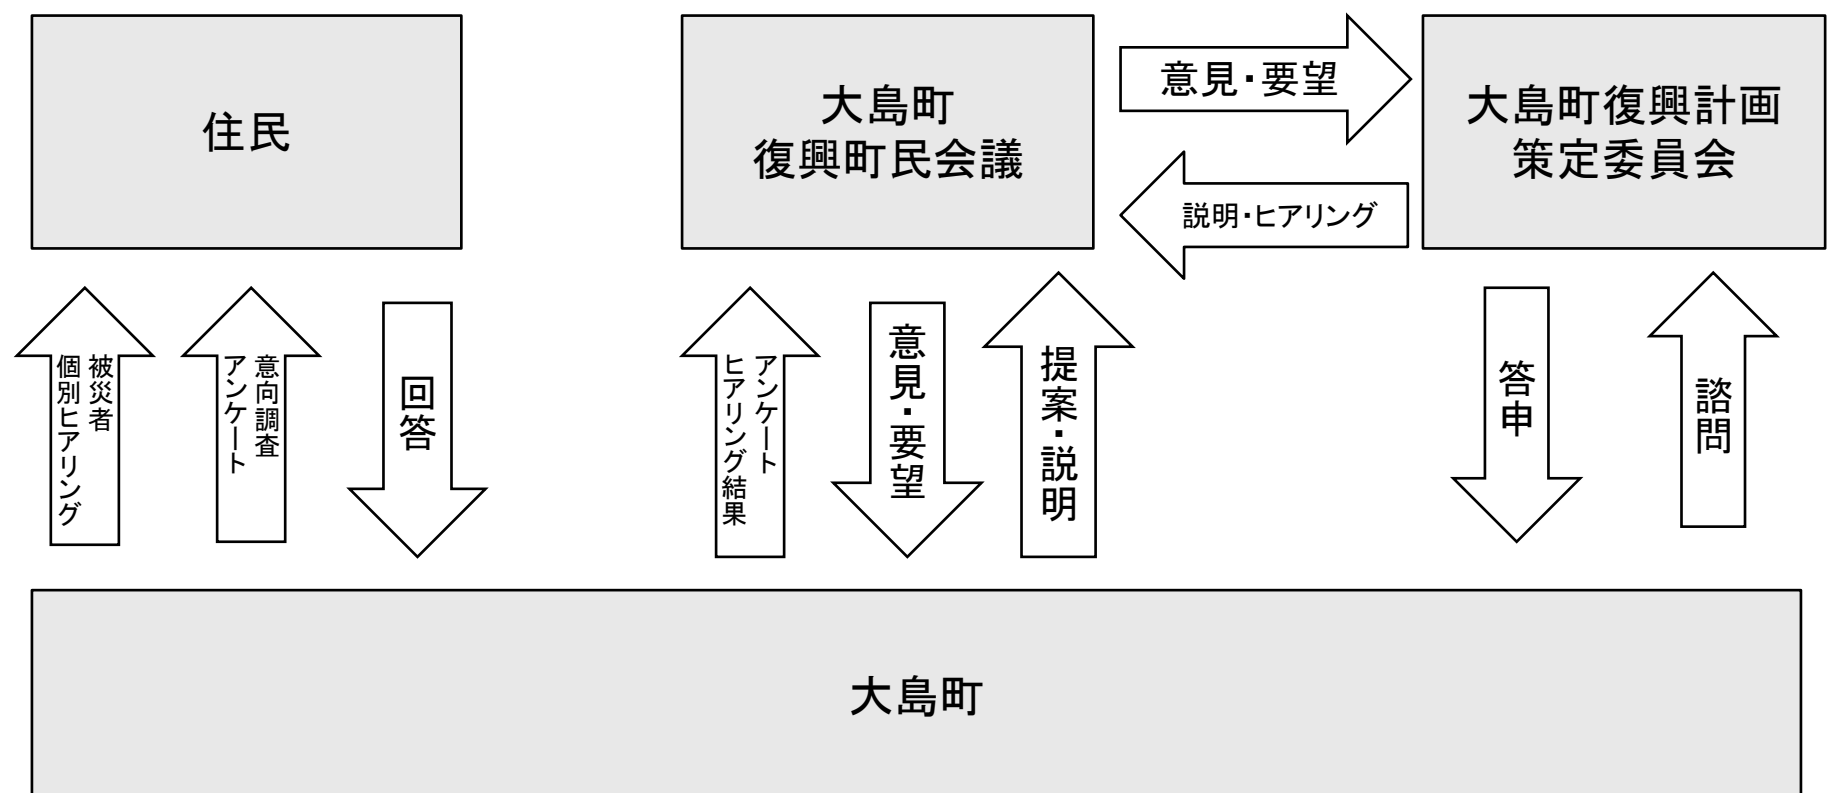 住民
大島町
復興町民会議
意見・要望
説明・ヒアリング
大島町復興計画
策定委員会
被災者
個別ヒアリング
意向調査
アンケート
回答
アンケート
ヒアリング結果
意見・要望
提案・説明
答申
諮問
大島町